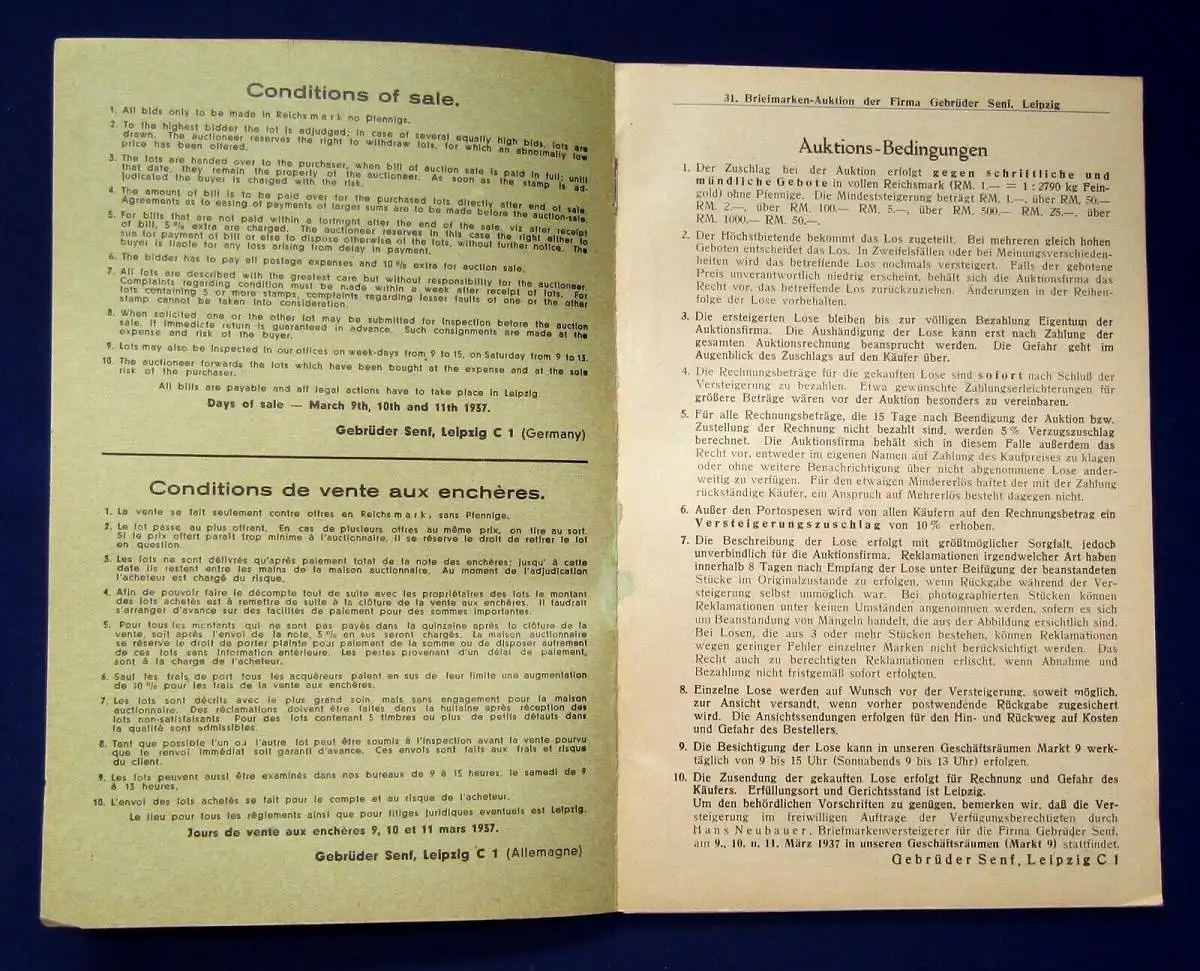 Conditions of sale.
1. All bids only to be made in Reichsmark no Pfennigs.
2. To the highest bidder the lot is adjudged; in case of several equally high bids, lots are
drawn. The auctioneer reserves the right to withdraw lots, for which an abnormally low
price has been offered.
3. The lots are handed over to the purchaser, when bill of auction sale is paid in full; until
that date, they remain the property of the auctioneer. As soon as the stamp is ad-
judicated the buyer is charged with the risk.
4. The amount of bill is to be paid over for the purchased lots directly after end of sale
Agreements as to easing of payments of larger sums are to be made before the auction-sale.
5. For bills that are not paid within a fortnight after the end of the sale, viz after receipt
of bill, 5 % extra are charged. The auctioneer reserves in this case the right either to
sue for payment of bill or else to dispose otherwise of the lots, without further notice. The
buyer is liable for any loss arising from delay in payment.
6. The bidder has to pay all postage expenses and 10 % extra for auction sale.
7. All lots are described with the greatest care but without responsibility for the auctioneer.
Complaints regarding condition must be made within a week after receipt of lots. For
lots containing 5 or more stamps, complaints regarding lesser faults of one or the other
stamp cannot be taken into consideration.
8. When solicited one or the other lot may be submitted for inspection before the auction
sale, if immedicte return is guaranteed in advance. Such consignments are made at the
expense and risk of the buyer.
9. Lots may also be inspected in our offices on week-days from 9 to 15, on Saturday from 9 to 13.
10. The auctioneer forwards the lots which have been bought at the expense and at the sole
risk of the purchaser.
All bills are payable and all legal actions have to take place in Leipzig.
Days of sale — March 9th, 10th and 11th 1937.
Gebrüder Senf, Leipzig C 1 (Germany)
Conditions de vente aux enchères.
1. La vente se fait seulement contre offres en Reichsmark, sans Pfennige.
2. Le lot passe au plus offrant. En cas de plusieurs offres au même prix, on tire au sort.
Si le prix offert paraît trop minime à l'auctionnaire, il se réserve le droit de retirer le lot
en question.
3. Les lots ne sont délivrés qu'après paiement total de la note des enchères; jusqu' à cette
date ils restent entre les mains de la maison auctionnaire. Au moment de l'adjudication
l'acheteur est chargé du risque.
4. Afin de pouvoir faire le décompte tout de suite avec les propriétaires des lots le montant
des lots achetés est à remettre de suite à la clôture de la vente aux enchères. Il faudrait
s'arranger d'avance sur des facilités de paiement pour des sommes importantes.
5. Pour tous les montants qui ne sont pas payés dans la quinzaine après la clôture de la
vente, soit après l'envoi de la note, 5 % en sus seront chargés. La maison auctionnaire
se réserve le droit de porter plainte pour paiement de la somme ou de disposer autrement
de ces lots sans information antérieure. Les pertes provenant d'un délai de paiement,
sont à la charge de l'acheteur.
6. Sauf les frais de port tous les acquéreurs paient en sus de leur limite une augmentation
de 10 % pour les frais de la vente aux enchères.
7. Les lots sont décrits avec le plus grand soin, mais sans engagement pour la maison
auctionnaire. Des réclamations doivent être faites dans la huitaine après réception des
lots non-satisfaisants Pour des lots contenant 5 timbres ou plus de petits défauts dans
la qualité sont admissibles.
8. Tant que possible l'un ou l'autre lot peut être soumis à l'inspection avant la vente pourvu
que le renvoi immédiat soit garanti d'avance. Ces envois sont faits aux frais et risque
du client.
9. Les lots peuvent aussi être examinés dans nos bureaux de 9 à 15 heures, le samedi de 9
à 13 heures.
10. L'envoi des lots achetés se fait pour le compte et au risque de l'acheteur.
Le lieu pour tous les règlements ainsi que pour litiges juridiques eventuels est Leipzig.
Jours de vente aux enchères 9, 10 et 11 mars 1937.
Gebrüder Senf, Leipzig C 1 (Allemagne)
31. Briefmarken-Auktion der Firma Gebrüder Senf, Leipzig
Auktions-Bedingungen
1. Der Zuschlag bei der Auktion erfolgt gegen schriftliche und
mündliche Gebote in vollen Reichsmark (RM. 1.— = 1 : 2790 kg Fein-
gold) ohne Pfennige. Die Mindeststeigerung beträgt RM. 1.—, über RM. 50.—
RM. 2.—, über RM. 100.— RM. 5.—, über RM. 500.— RM. 25.—, über
RM. 1000.— RM. 50.—.
2. Der Höchstbietende bekommt das Los zugeteilt. Bei mehreren gleich hohen
Geboten entscheidet das Los. In Zweifelsfällen oder bei Meinungsverschieden-
heiten wird das betreffende Los nochmals versteigert. Falls der gebotene
Preis unverantwortlich niedrig erscheint, behält sich die Auktionsfirma das
Recht vor, das betreffende Los zurückzuziehen. Änderungen in der Reihen-
folge der Lose vorbehalten.
3. Die ersteigerten Lose bleiben bis zur völligen Bezahlung Eigentum der
Auktionsfirma. Die Aushändigung der Lose kann erst nach Zahlung der
gesamten Auktionsrechnung beansprucht werden. Die Gefahr geht im
Augenblick des Zuschlags auf den Käufer über.
4. Die Rechnungsbeträge für die gekauften Lose sind sofort nach Schluß der
Versteigerung zu bezahlen. Etwa gewünschte Zahlungserleichterungen für
größere Beträge wären vor der Auktion besonders zu vereinbaren.
5. Für alle Rechnungsbeträge, die 15 Tage nach Beendigung der Auktion bzw.
Zustellung der Rechnung nicht bezahlt sind, werden 5 % Verzugszuschlag
berechnet. Die Auktionsfirma behält sich in diesem Falle außerdem das
Recht vor, entweder im eigenen Namen auf Zahlung des Kaufpreises zu klagen
oder ohne weitere Benachrichtigung über nicht abgenommene Lose ander-
weitig zu verfügen. Für den etwaigen Mindererlös haftet der mit der Zahlung
rückständige Käufer, ein Anspruch auf Mehrerlös besteht dagegen nicht.
6. Außer den Portospesen wird von allen Käufern auf den Rechnungsbetrag ein
Versteigerungszuschlag von 10 % erhoben.
7. Die Beschreibung der Lose erfolgt mit größtmöglicher Sorgfalt, jedoch
unverbindlich für die Auktionsfirma. Reklamationen irgendwelcher Art haben
innerhalb 8 Tagen nach Empfang der Lose unter Beifügung der beanstandeten
Stücke im Originalzustande zu erfolgen, wenn Rückgabe während der Ver-
steigerung selbst unmöglich war. Bei photographierten Stücken können
Reklamationen unter keinen Umständen angenommen werden, sofern es sich
um Beanstandung von Mängeln handelt, die aus der Abbildung ersichtlich sind.
Bei Losen, die aus 3 oder mehr Stücken bestehen, können Reklamationen
wegen geringer Fehler einzelner Marken nicht berücksichtigt werden. Das
Recht auch zu berechtigten Reklamationen erlischt, wenn Abnahme und
Bezahlung nicht fristgemäß sofort erfolgten.
8. Einzelne Lose werden auf Wunsch vor der Versteigerung, soweit möglich,
zur Ansicht versandt, wenn vorher postwendende Rückgabe zugesichert
wird. Die Ansichtssendungen erfolgen für den Hin- und Rückweg auf Kosten
und Gefahr des Bestellers.
9. Die Besichtigung der Lose kann in unseren Geschäftsräumen Markt 9 werk-
täglich von 9 bis 15 Uhr (Sonnabends 9 bis 13 Uhr) erfolgen.
10. Die Zusendung der gekauften Lose erfolgt für Rechnung und Gefahr des
Käufers. Erfüllungsort und Gerichtsstand ist Leipzig.
Um den behördlichen Vorschriften zu genügen, bemerken wir, daß die Ver-
steigerung im freiwilligen Auftrage der Verfügungsberechtigten durch
Hans Neubauer, Briefmarkenversteigerer für die Firma Gebrüder Senf,
am 9., 10. u. 11. März 1937 in unseren Geschäftsräumen (Markt 9) stattfindet.
Gebrüder Senf, Leipzig C 1